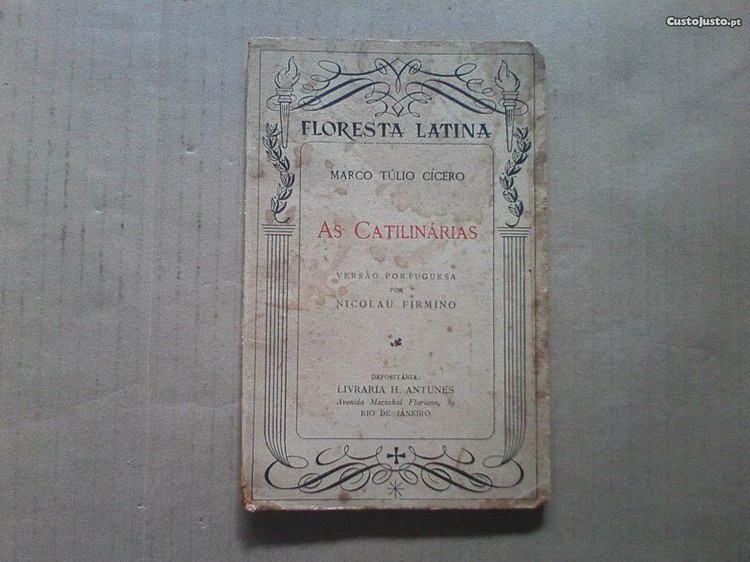 CustoJusto.pt
FLORESTA LATINA
MARCO TÚLIO CÍCERO
AS CATILINÁRIAS
VERSÃO PORTUGUESA
POR
NICOLAU FIRMINO
DEPOSITÁRIA:
LIVRARIA H. ANTUNES
Avenida Marechal Floriano, 39
RIO DE JANEIRO